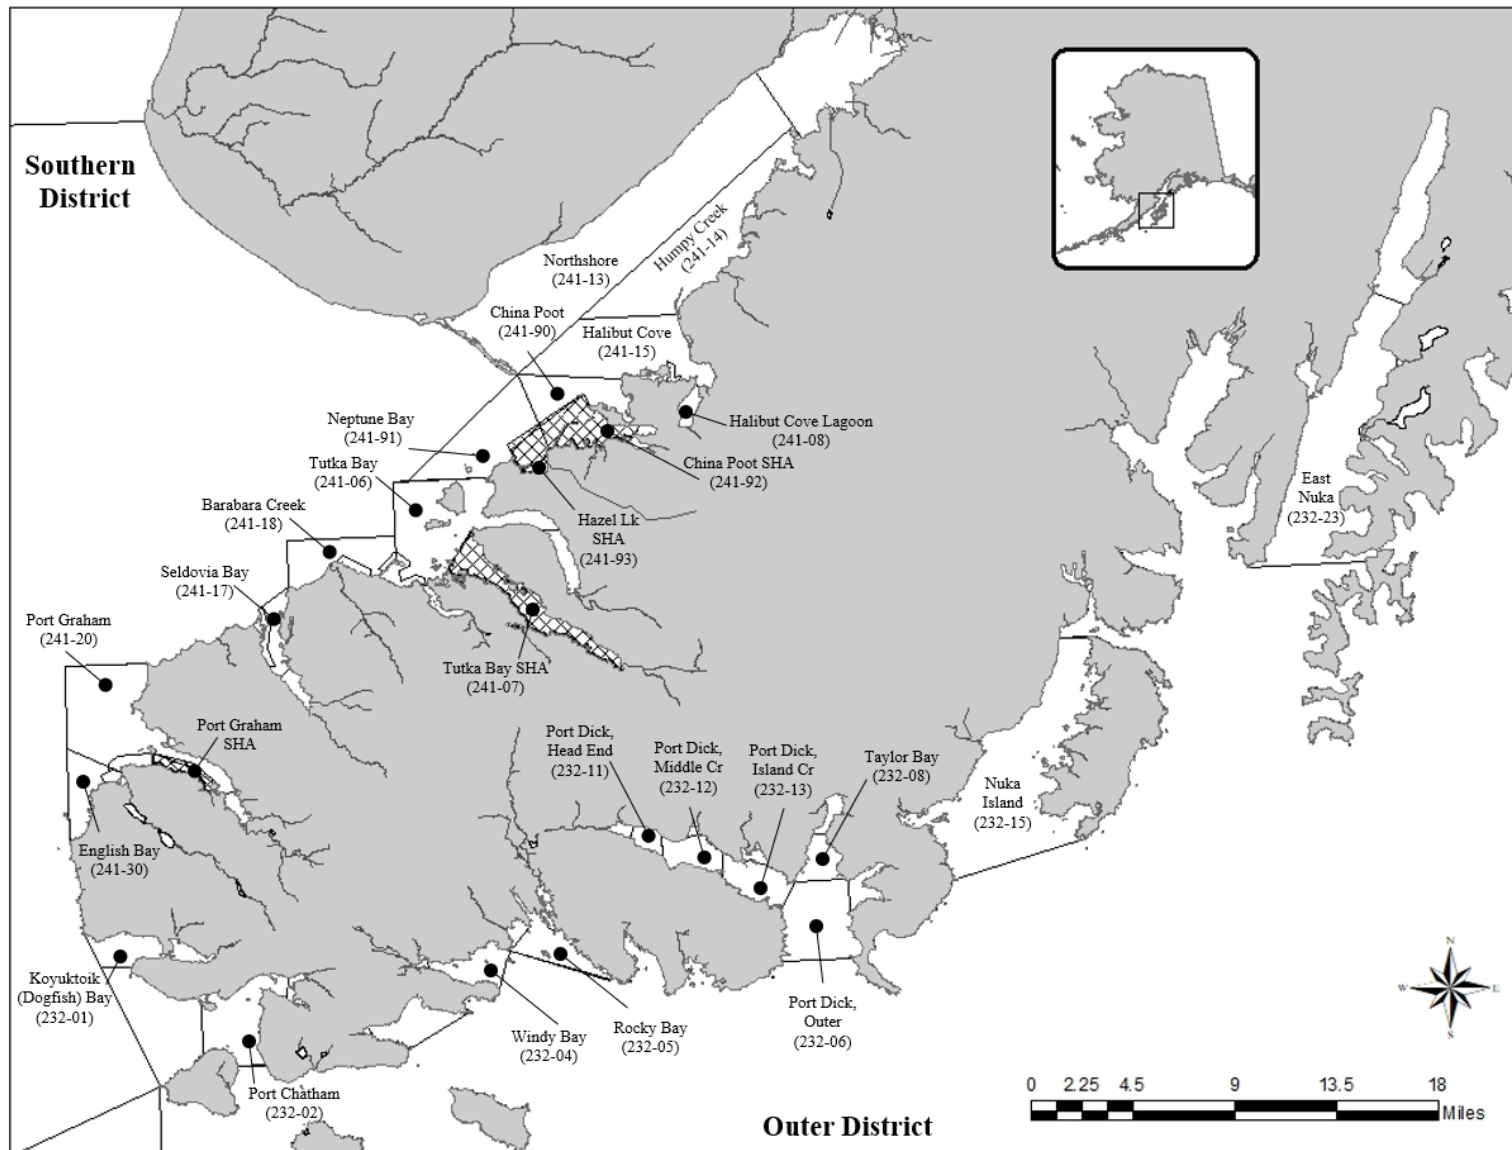 Southern
District
Northshore
(241-13)
Humpy Creek
(241-14)
China Poot
(241-90)
Halibut Cove
(241-15)
Neptune Bay
(241-91)
Halibut Cove Lagoon
(241-08)
Tutka Bay
(241-06)
China Poot SHA
(241-92)
Barabara Creek
(241-18)
Hazel Lk
SHA
(241-93)
East
Nuka
(232-23)
Seldovia Bay
(241-17)
Port Graham
(241-20)
Tutka Bay SHA
(241-07)
Port Graham
SHA
Port Dick,
Head End
(232-11)
Port Dick,
Middle Cr
(232-12)
Port Dick,
Island Cr
(232-13)
Taylor Bay
(232-08)
Nuka
Island
(232-15)
English Bay
(241-30)
Koyuktoik
(Dogfish) Bay
(232-01)
Port Dick,
Outer
(232-06)
Windy Bay
(232-04)
Rocky Bay
(232-05)
Port Chatham
(232-02)
Outer District
N
W E
S
0 2.25 4.5 9 13.5 18
Miles